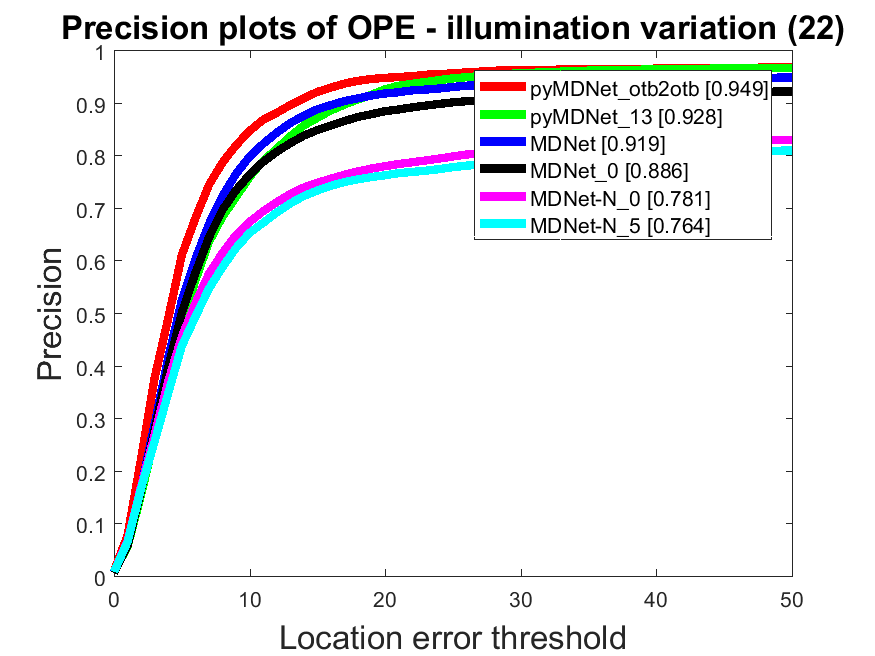 Precision plots of OPE - illumination variation (22)
1
0.9
0.8
0.7
0.6
0.5
0.4
0.3
0.2
0.1
0
Precision
pyMDNet_otb2otb [0.949]
pyMDNet_13 [0.928]
MDNet [0.919]
MDNet_0 [0.886]
MDNet-N_0 [0.781]
MDNet-N_5 [0.764]
0 10 20 30 40 50
Location error threshold